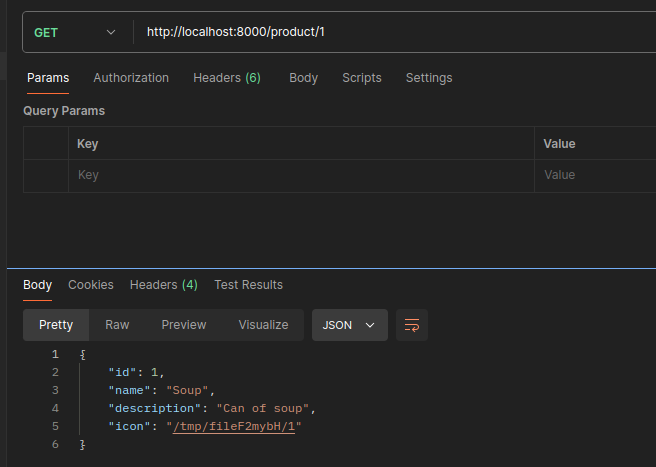 GET http://localhost:8000/product/1
Params Authorization Headers (6) Body Scripts Settings
Query Params
Key Value
Key Value
Body Cookies Headers (4) Test Results
Pretty Raw Preview Visualize JSON
1 {
2 "id": 1,
3 "name": "Soup",
4 "description": "Can of soup",
5 "icon": "/tmp/fileF2mybH/1"
6 }